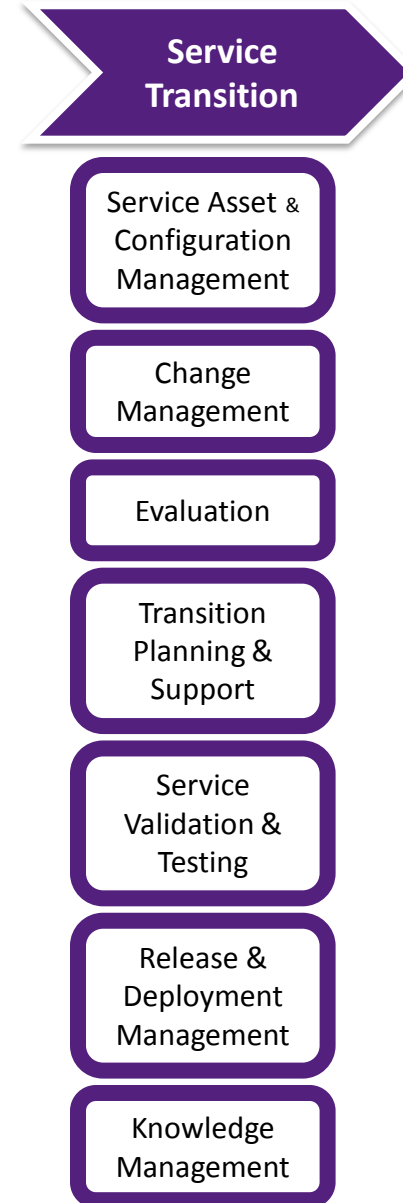 Service
Transition
Service Asset &
Configuration
Management
Change
Management
Evaluation
Transition
Planning &
Support
Service
Validation &
Testing
Release &
Deployment
Management
Knowledge
Management